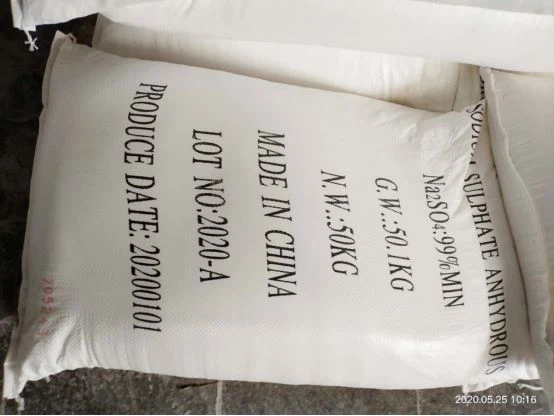 SODIUM SULPHATE ANHYDROUS
Na2SO4:99%MIN
G.W.:50.1KG
N.W.:50KG
MADE IN CHINA
LOT NO:2020-A
PRODUCE DATE: 20200101
2020.05.25 10:16